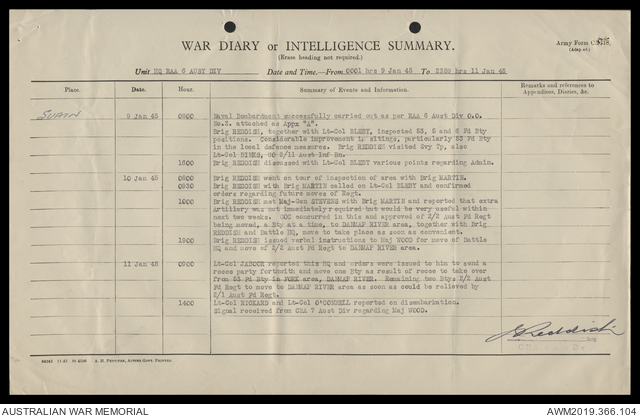 WAR DIARY or INTELLIGENCE SUMMARY.
(Erase heading not required.)
Army Form C.2118.
(Adapted.)
Unit HQ RAA 6 AUST DIV Date and Time.—From 0001 hrs 9 Jan 45 To 2359 hrs 11 Jan 45
Place. Date. Hour. Summary of Events and Information. Remarks and references to Appendices, Diaries, &c.
SUAIN 9 Jan 45 0800 Naval Bombardment successfully carried out as per RAA 6 Aust Div O.O.
No.2. attached as Appx "A".
Brig REDDISH, together with Lt-Col BLEBY, inspected 53, 5 and 6 Fd Bty
positions. Considerable improvement in sitings, particularly 53 Fd Bty
in the local defence measures. Brig REDDISH visited Svy Tp, also
Lt-Col BINKS, CO 2/11 Aust Inf Bn.
1600 Brig REDDISH discussed with Lt-Col BLEBY various points regarding Admin.
10 Jan 45 0800 Brig REDDISH went on tour of inspection of area with Brig MARTIN.
0930 Brig REDDISH with Brig MARTIN called on Lt-Col BLEBY and confirmed
orders regarding future moves of Regt.
1000 Brig REDDISH met Maj-Gen STEVENS with Brig MARTIN and reported that extra
Artillery was not immediately required but would be very useful within
next two weeks. GOC concurred in this and approved of 2/2 Aust Fd Regt
being moved, a Bty at a time, to DANMAP RIVER area, together with Brig
REDDISH and Battle HQ, move to take place as soon as convenient.
1900 Brig REDDISH issued verbal instructions to Maj WOOD for move of Battle
HQ and move of 2/2 Aust Fd Regt to DANMAP area.
11 Jan 45 0900 Lt-Col JABOOR reported this HQ and orders were issued to him to send a
recce party forthwith and move one Bty as result of recce to take over
from 53 Fd Bty in FORK area, DANMAP RIVER. Remaining two Btys 2/2 Aust
Fd Regt to move to DANMAP RIVER area as soon as could be relieved by
2/1 Aust Fd Regt.
1400 Lt-Col RICKARD and Lt-Col O'CONNELL reported on disembarkation.
Signal received from CRA 7 Aust Div regarding Maj WOOD.
Reddish
AUSTRALIAN WAR MEMORIAL AWM2019.366.104